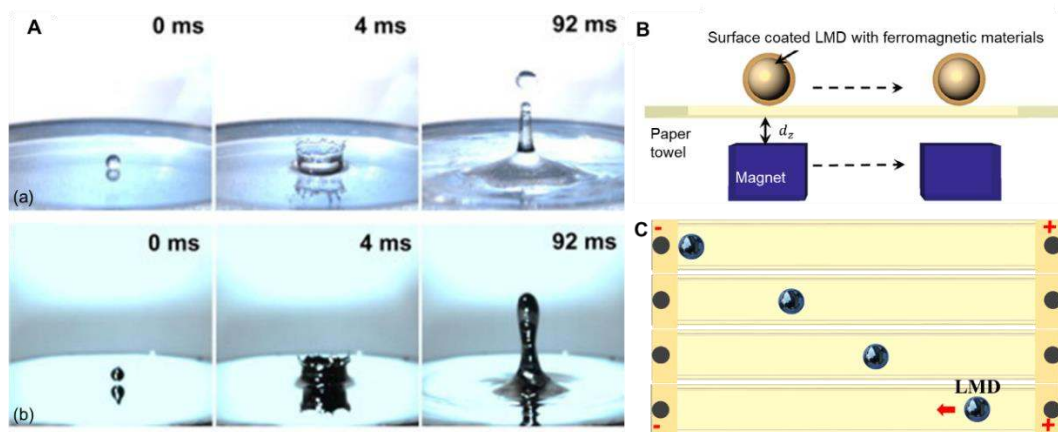 A
0 ms
4 ms
92 ms
(a)
0 ms
4 ms
92 ms
(b)
B
Surface coated LMD with ferromagnetic materials
Paper
towel
d_z
Magnet
C
-
+
LMD
-
+